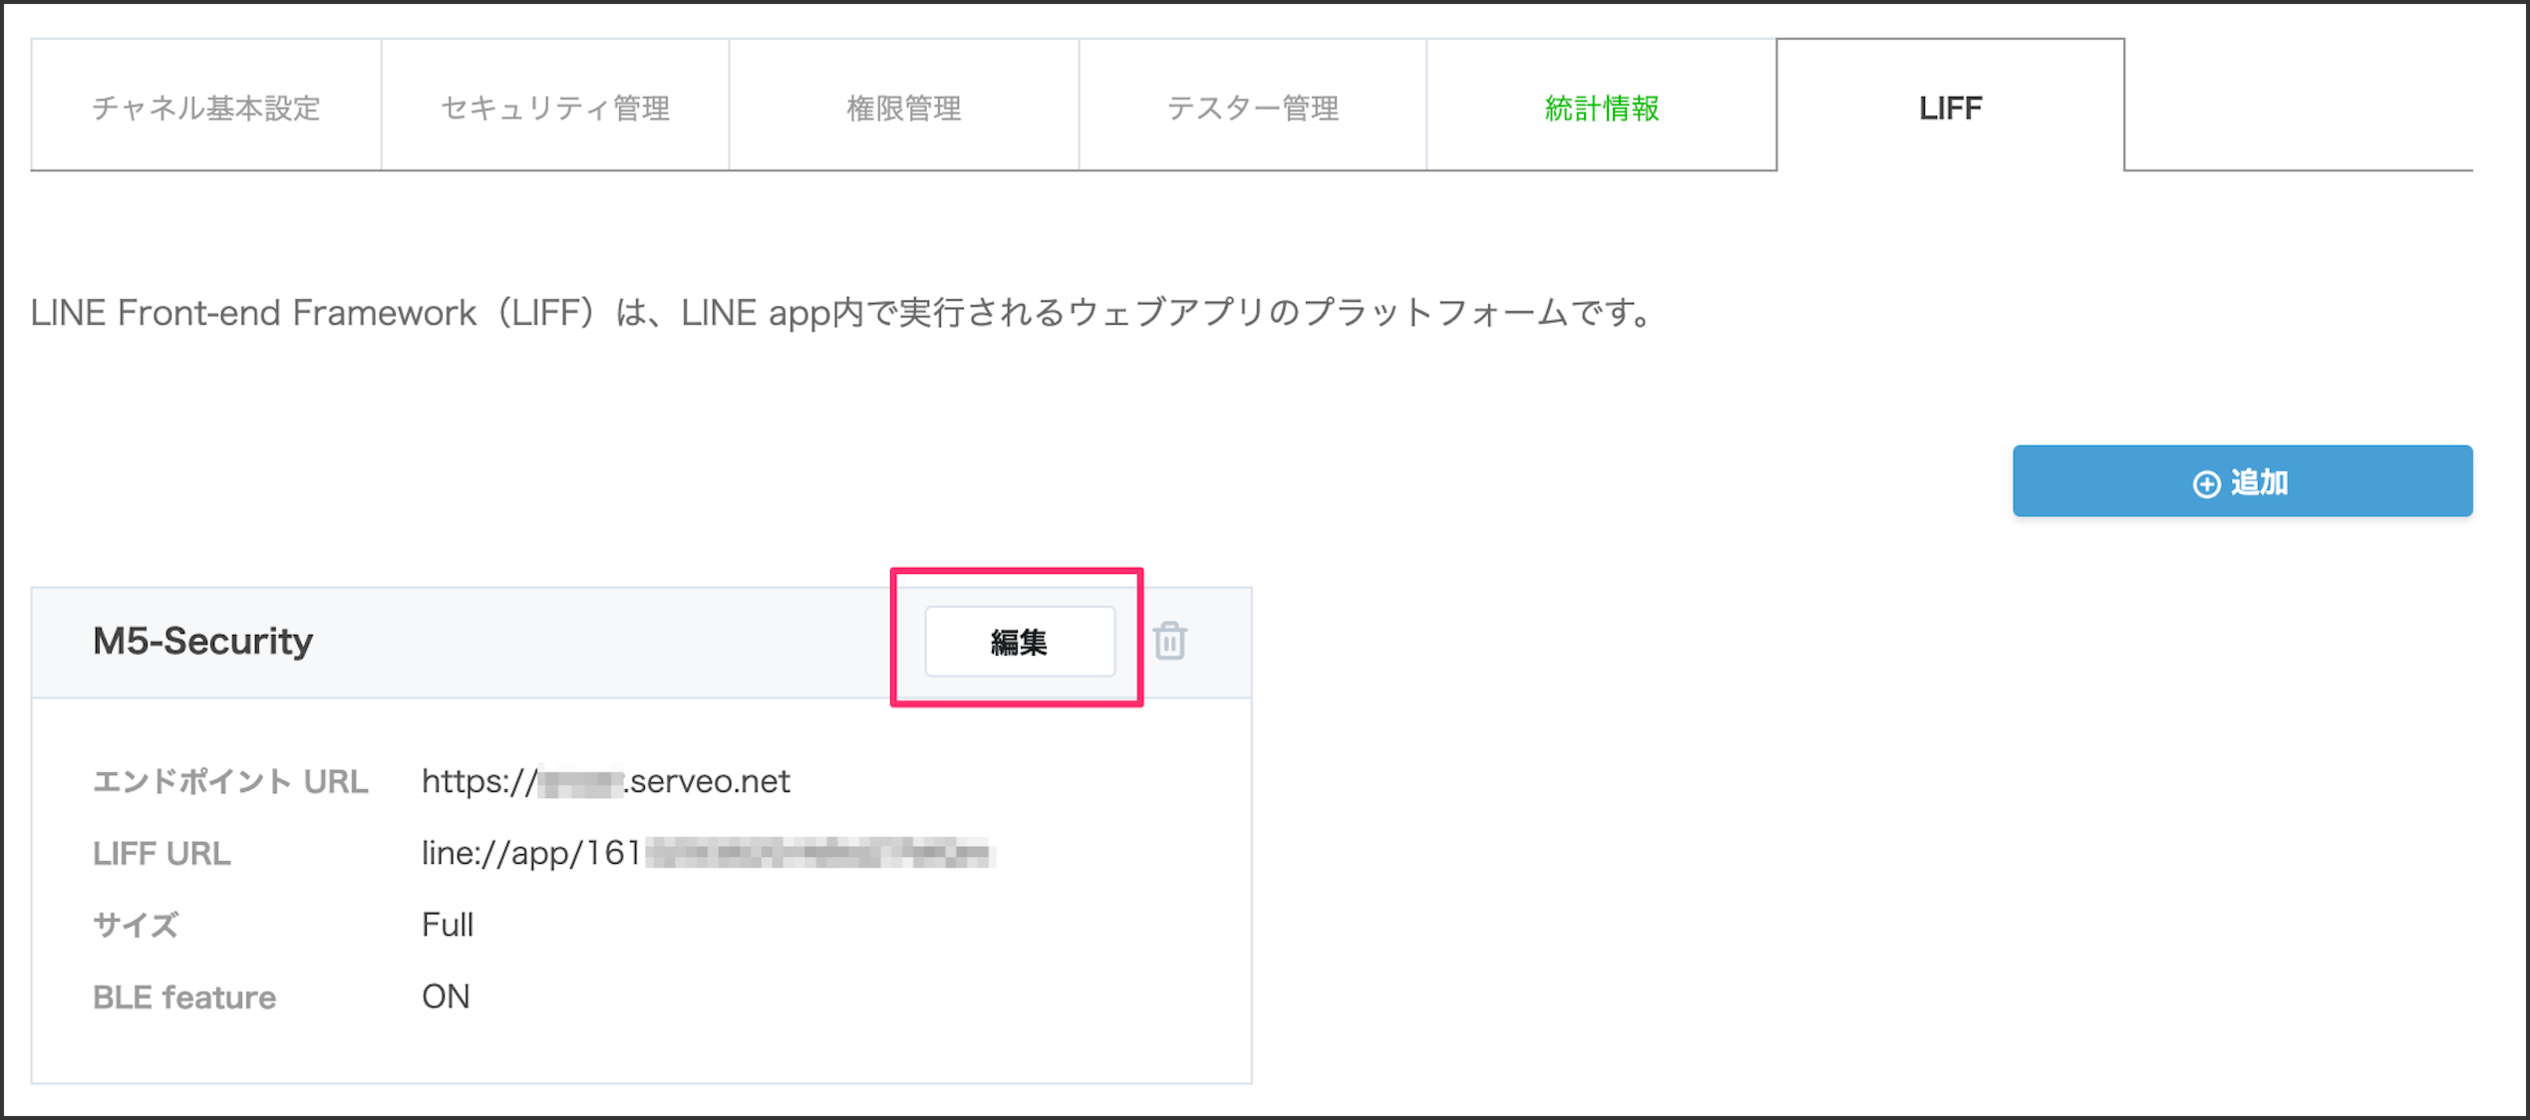 チャネル基本設定
セキュリティ管理
権限管理
テスター管理
統計情報
LIFF
LINE Front-end Framework（LIFF）は、LINE app内で実行されるウェブアプリのプラットフォームです。
追加
M5-Security
編集
エンドポイント URL https:// .serveo.net
LIFF URL line://app/161
サイズ Full
BLE feature ON